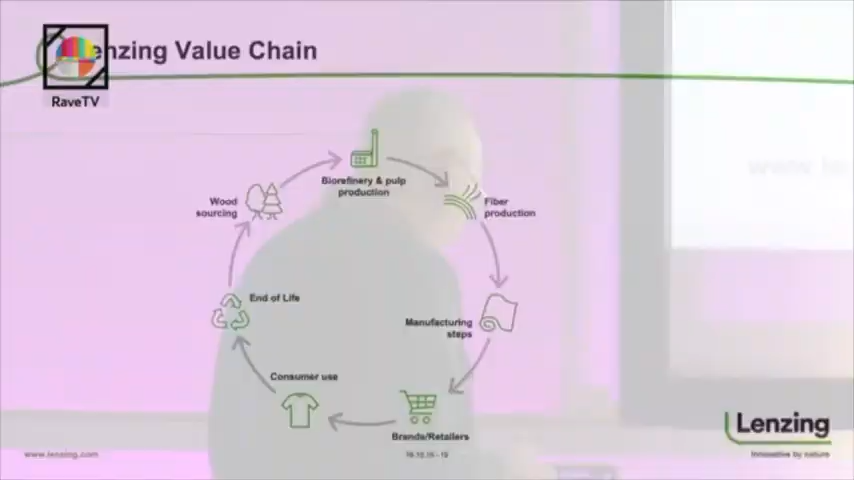 nzing Value Chain
RaveTV
Biorefinery & pulp
production
Wood
sourcing
Fiber
production
End of Life
Manufacturing
steps
Consumer use
Brands/Retailers
Lenzing
Innovative by nature
www.lenzing.com